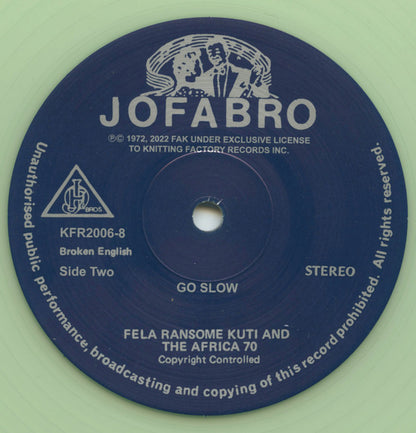 JOFABRO
℗© 1972, 2022 FAK UNDER EXCLUSIVE LICENSE
TO KNITTING FACTORY RECORDS INC.
BROS
KFR2006-8
Broken English
Side Two
STEREO
GO SLOW
FELA RANSOME KUTI AND
THE AFRICA 70
Copyright Controlled
Unauthorised public performance, broadcasting and copying of this record prohibited. All rights reserved.